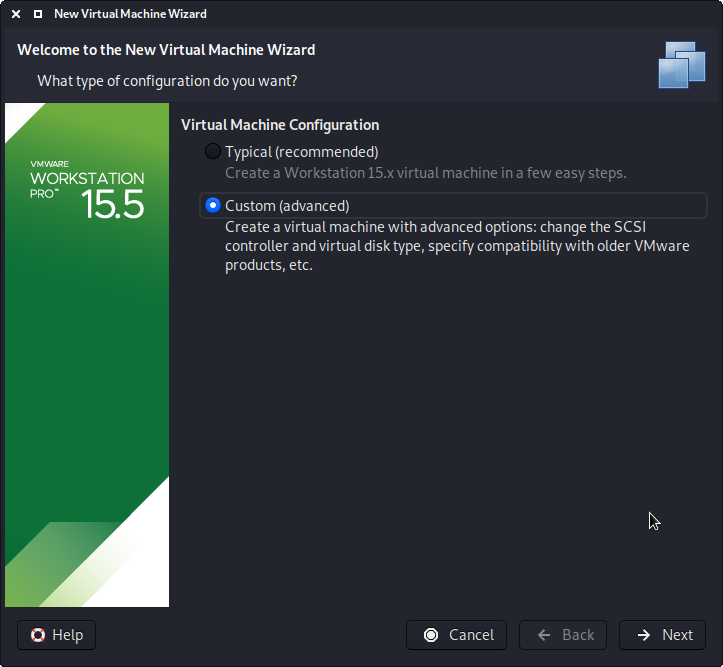 New Virtual Machine Wizard
Welcome to the New Virtual Machine Wizard
What type of configuration do you want?
VMWARE
WORKSTATION
PRO™
15.5
Virtual Machine Configuration
Typical (recommended)
Create a Workstation 15.x virtual machine in a few easy steps.
Custom (advanced)
Create a virtual machine with advanced options: change the SCSI
controller and virtual disk type, specify compatibility with older VMware
products, etc.
Help
Cancel
Back
Next